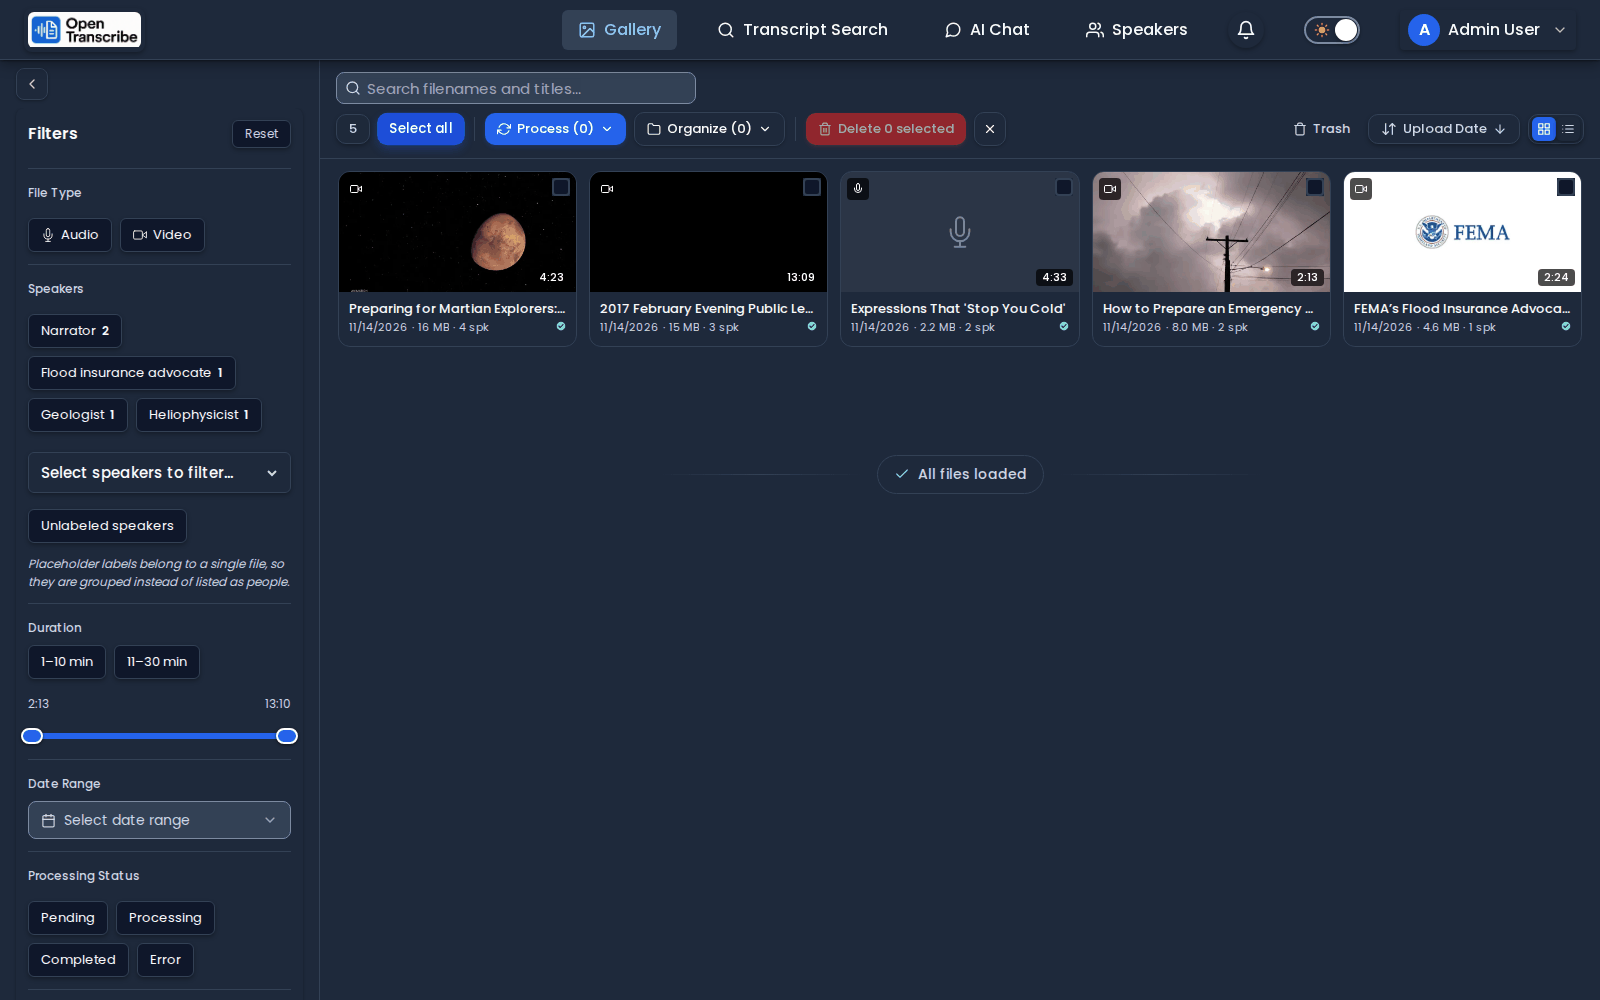 Open
Transcribe
Gallery
Transcript Search
AI Chat
Speakers
A
Admin User
Filters
Reset
File Type
Audio
Video
Speakers
Narrator 2
Flood insurance advocate 1
Geologist 1
Heliophysicist 1
Select speakers to filter...
Unlabeled speakers
Placeholder labels belong to a single file, so
they are grouped instead of listed as people.
Duration
1–10 min
11–30 min
2:13
13:10
Date Range
Select date range
Processing Status
Pending
Processing
Completed
Error
Search filenames and titles...
5
Select all
Process (0)
Organize (0)
Delete 0 selected
Trash
Upload Date
4:23
Preparing for Martian Explorers:...
11/14/2026 · 16 MB · 4 spk
13:09
2017 February Evening Public Le...
11/14/2026 · 15 MB · 3 spk
4:33
Expressions That 'Stop You Cold'
11/14/2026 · 2.2 MB · 2 spk
2:13
How to Prepare an Emergency ...
11/14/2026 · 8.0 MB · 2 spk
FEMA
2:24
FEMA's Flood Insurance Advoca...
11/14/2026 · 4.6 MB · 1 spk
All files loaded